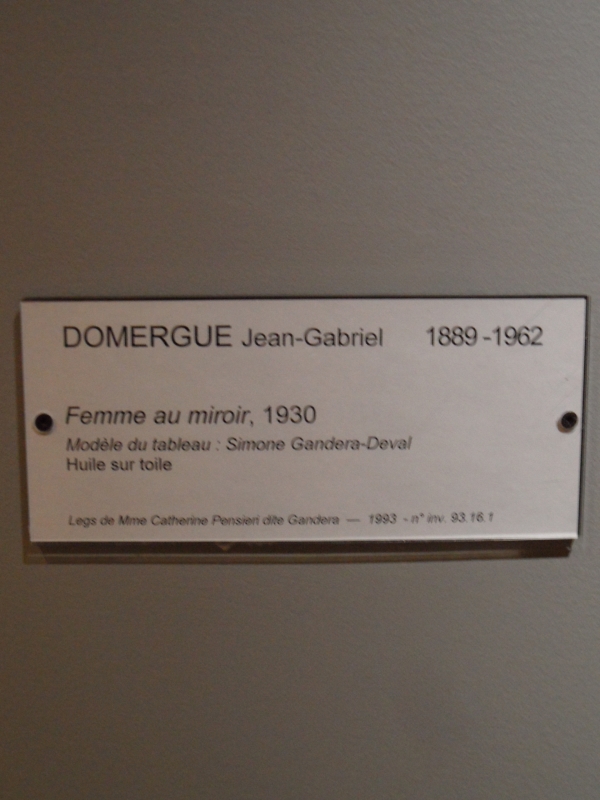 DOMERGUE Jean-Gabriel 1889 -1962
Femme au miroir, 1930
Modèle du tableau : Simone Gandera-Deval
Huile sur toile
Legs de Mme Catherine Pensieri dite Gandera — 1993 - n° inv. 93.16.1